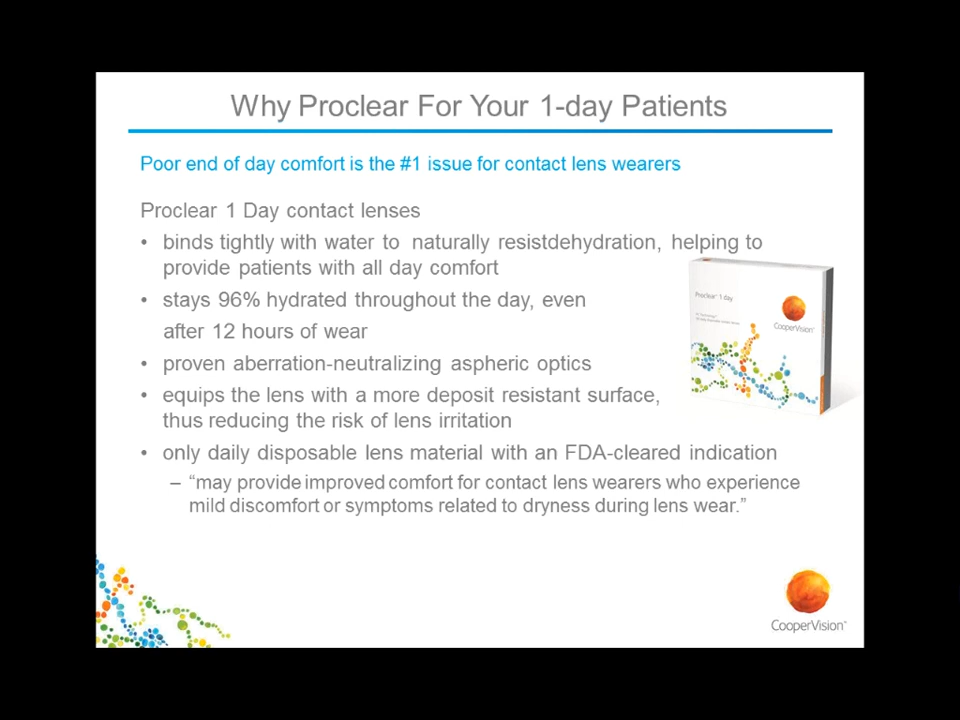 Why Proclear For Your 1-day Patients
Poor end of day comfort is the #1 issue for contact lens wearers
Proclear 1 Day contact lenses
• binds tightly with water to naturally resistdehydration, helping to
provide patients with all day comfort
• stays 96% hydrated throughout the day, even
after 12 hours of wear
• proven aberration-neutralizing aspheric optics
• equips the lens with a more deposit resistant surface,
thus reducing the risk of lens irritation
• only daily disposable lens material with an FDA-cleared indication
– “may provide improved comfort for contact lens wearers who experience
mild discomfort or symptoms related to dryness during lens wear.”
Proclear™ 1 day
CooperVision™
CooperVision™